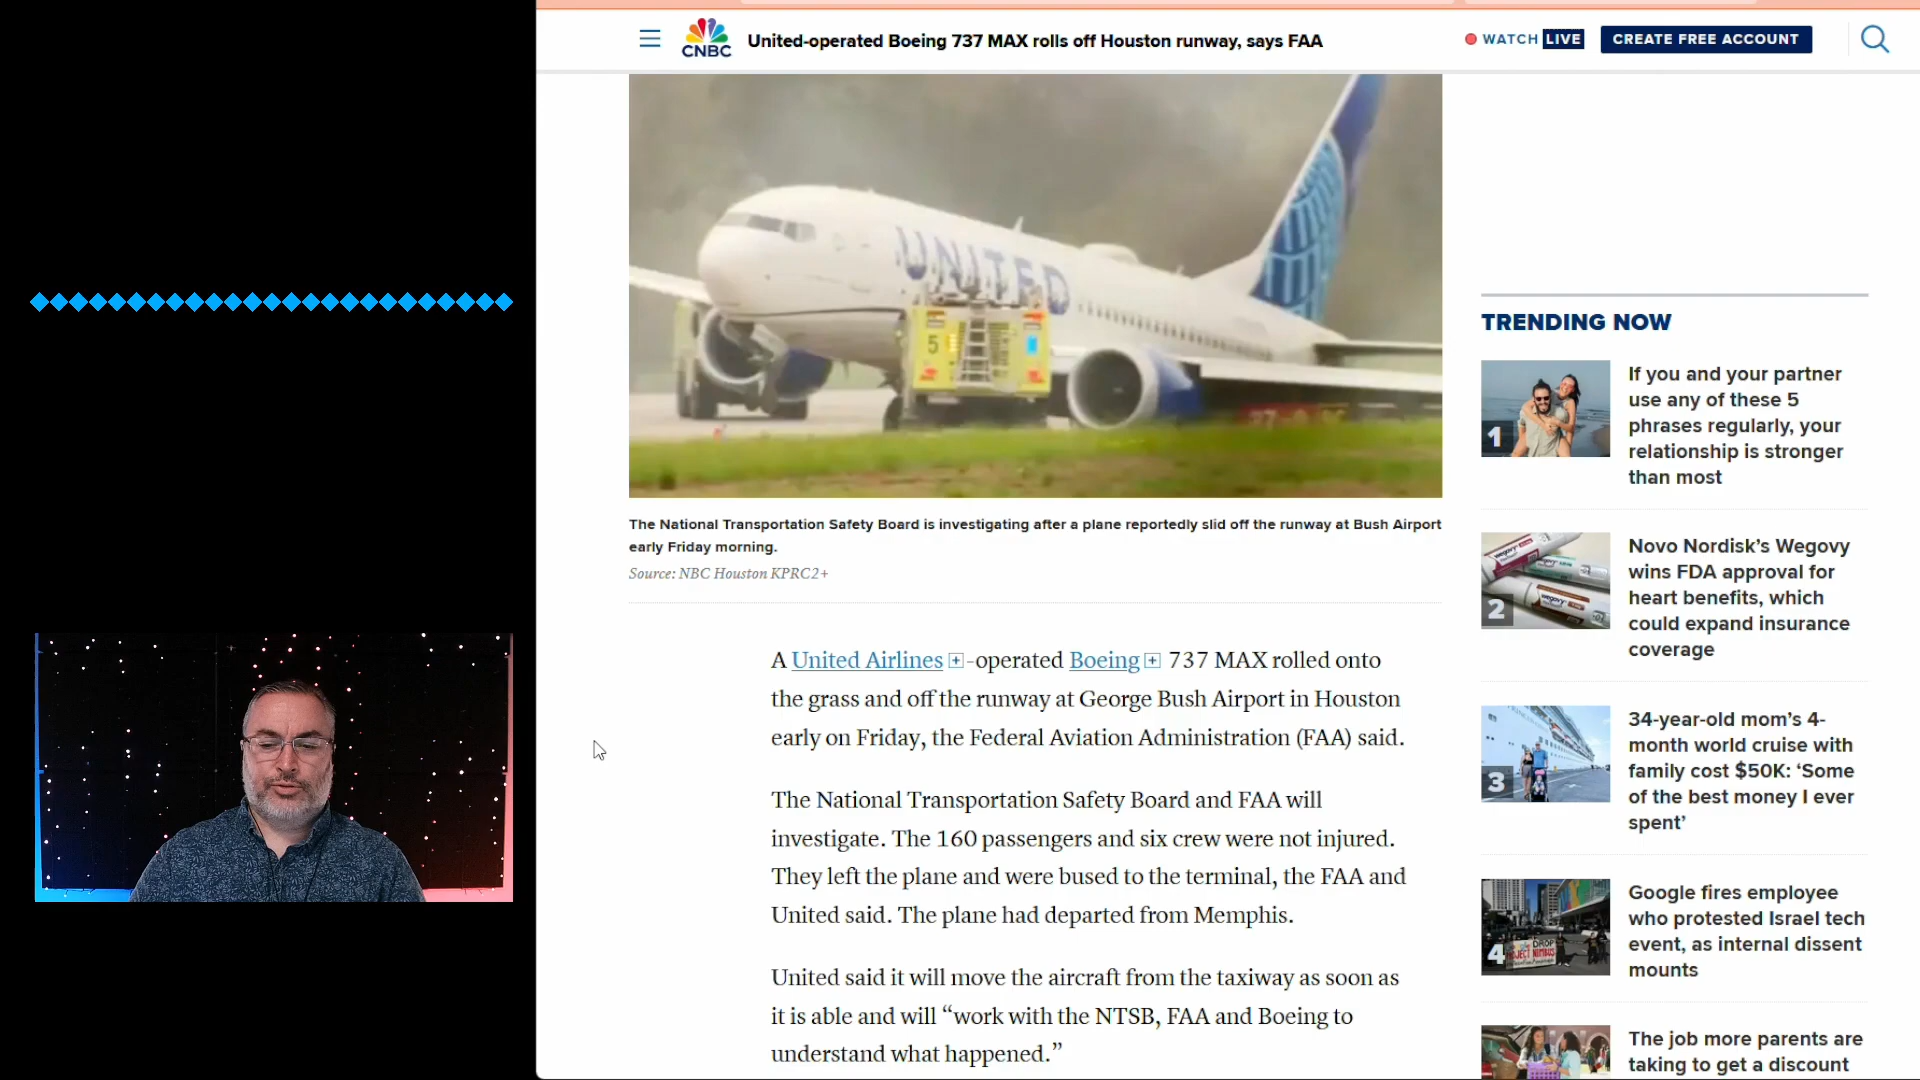 CNBC
United-operated Boeing 737 MAX rolls off Houston runway, says FAA
WATCH LIVE
CREATE FREE ACCOUNT
UNITED
5
The National Transportation Safety Board is investigating after a plane reportedly slid off the runway at Bush Airport
early Friday morning.
Source: NBC Houston KPRC2+
A United Airlines -operated Boeing 737 MAX rolled onto
the grass and off the runway at George Bush Airport in Houston
early on Friday, the Federal Aviation Administration (FAA) said.
The National Transportation Safety Board and FAA will
investigate. The 160 passengers and six crew were not injured.
They left the plane and were bused to the terminal, the FAA and
United said. The plane had departed from Memphis.
United said it will move the aircraft from the taxiway as soon as
it is able and will “work with the NTSB, FAA and Boeing to
understand what happened.”
TRENDING NOW
1
If you and your partner
use any of these 5
phrases regularly, your
relationship is stronger
than most
2
wegovy
Novo Nordisk’s Wegovy
wins FDA approval for
heart benefits, which
could expand insurance
coverage
3
34-year-old mom’s 4-
month world cruise with
family cost $50K: ‘Some
of the best money I ever
spent’
4
DROP
PROJECT NIMBUS
Google fires employee
who protested Israel tech
event, as internal dissent
mounts
The job more parents are
taking to get a discount